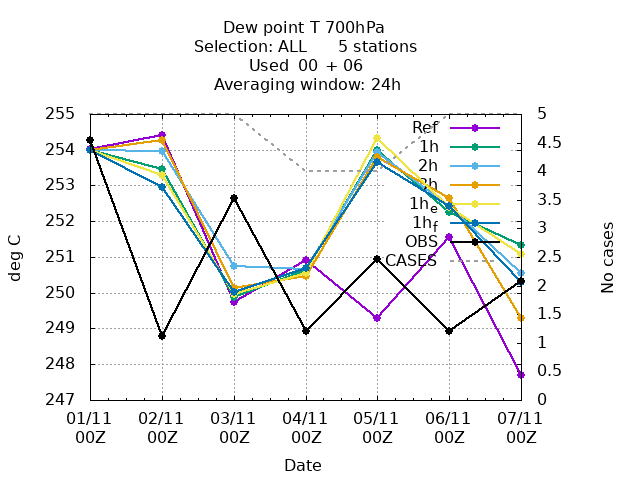 Dew point T 700hPa
Selection: ALL 5 stations
Used 00 + 06
Averaging window: 24h
255
254
253
252
251
250
249
248
247
5
4.5
4
3.5
3
2.5
2
1.5
1
0.5
0
deg C
No cases
Ref
1h
2h
3h
1he
1hf
OBS
CASES
01/11 02/11 03/11 04/11 05/11 06/11 07/11
00Z 00Z 00Z 00Z 00Z 00Z 00Z
Date